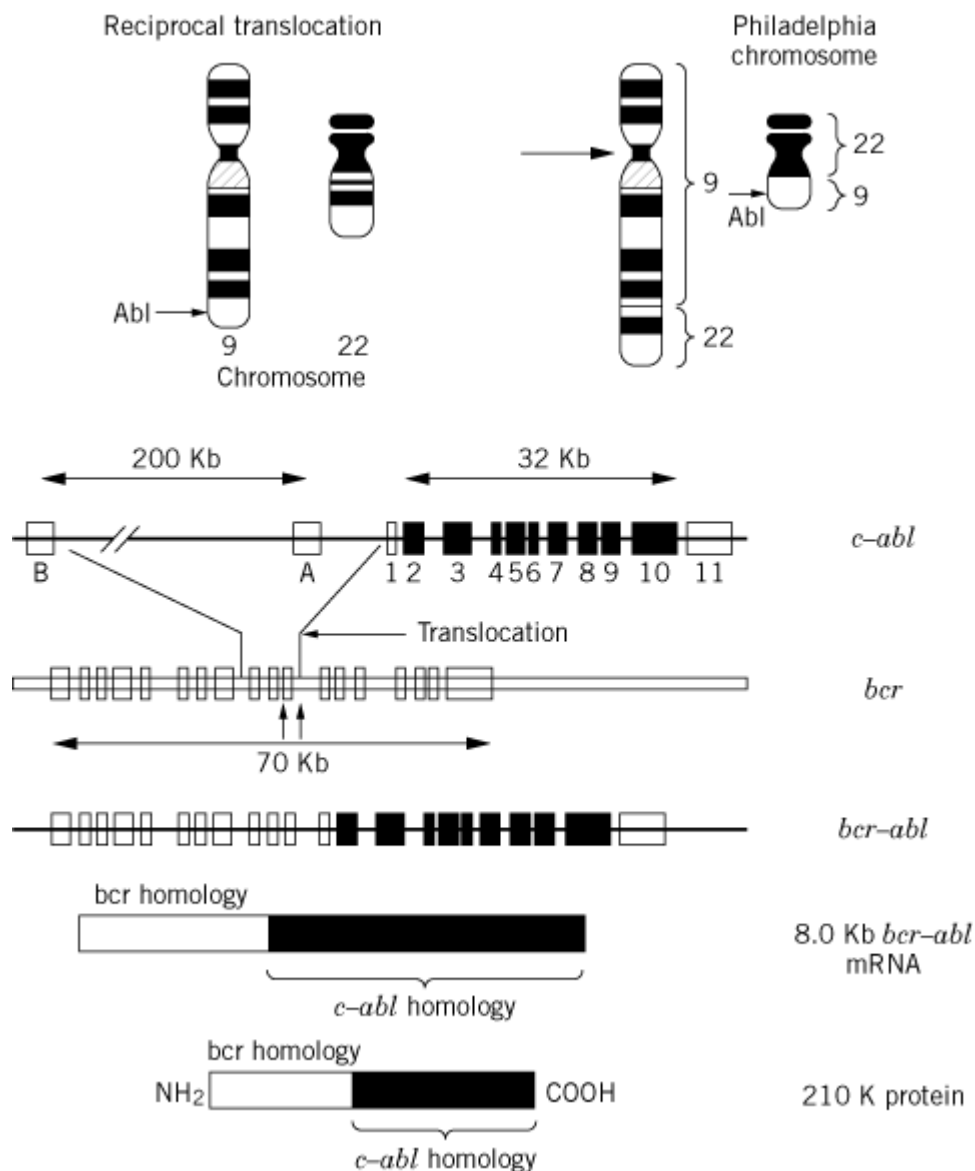 Reciprocal translocation
Philadelphia
chromosome
22
9
9
Abl
Abl
22
9 22
Chromosome
200 Kb 32 Kb
c–abl
B A 1 2 3 4 5 6 7 8 9 10 11
Translocation
bcr
70 Kb
bcr–abl
bcr homology
8.0 Kb bcr–abl
mRNA
c–abl homology
bcr homology
NH₂ COOH 210 K protein
c–abl homology